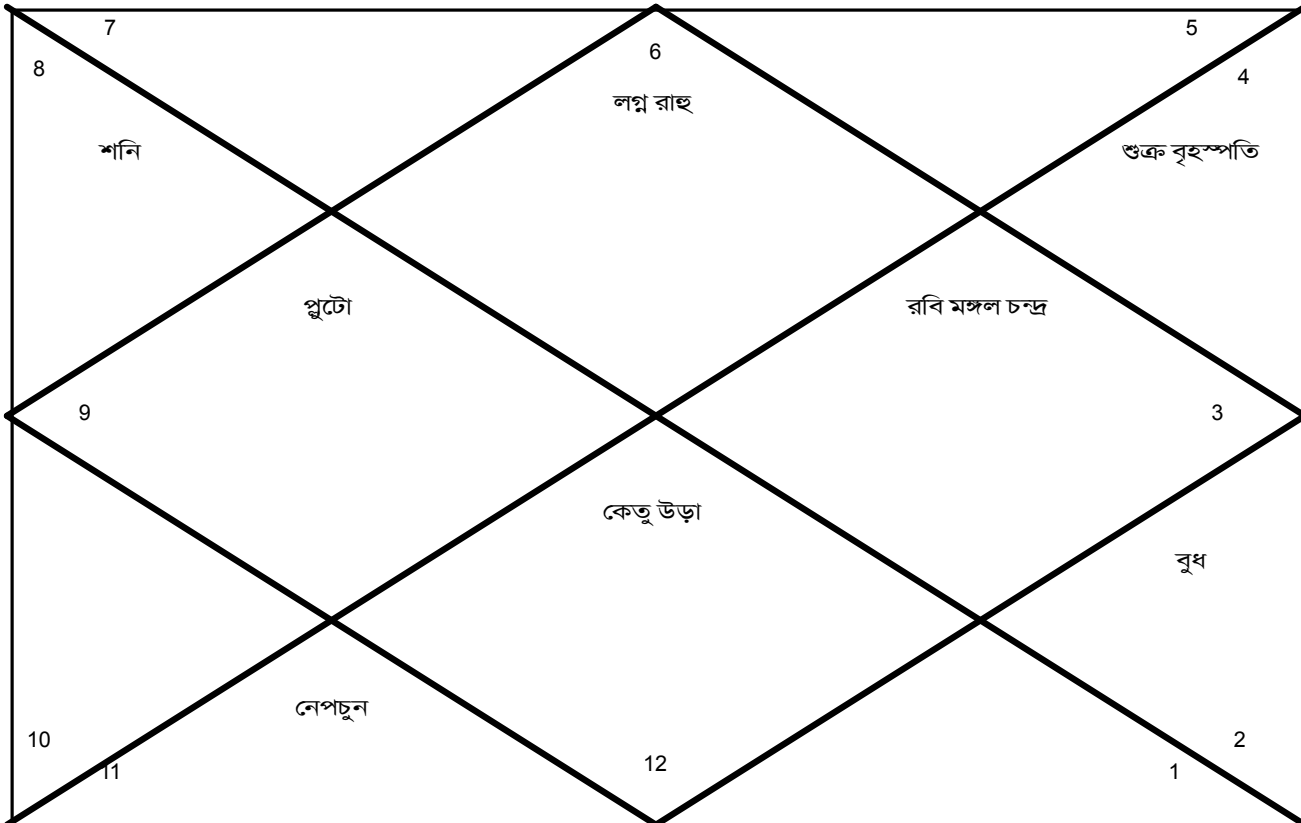 7
6
5
8
4
লগ্ন রাহু
শনি
শুক্র বৃহস্পতি
প্লুটো
রবি মঙ্গল চন্দ্র
9
3
কেতু উড়া
বুধ
নেপচুন
10
12
2
11
1